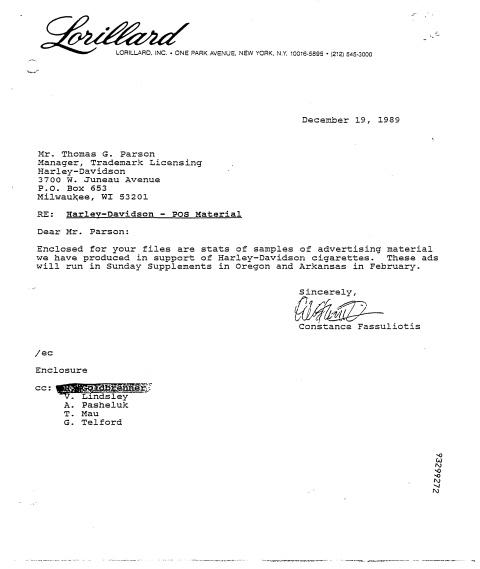 Lorillard
LORILLARD, INC. • ONE PARK AVENUE, NEW YORK, N.Y. 10016-5895 • (212) 545-3000
December 19, 1989
Mr. Thomas G. Parson
Manager, Trademark Licensing
Harley-Davidson
3700 W. Juneau Avenue
P.O. Box 653
Milwaukee, WI 53201
RE: Harley-Davidson - POS Material
Dear Mr. Parson:
Enclosed for your files are stats of samples of advertising material
we have produced in support of Harley-Davidson cigarettes. These ads
will run in Sunday Supplements in Oregon and Arkansas in February.
Sincerely,
Constance Fassuliotis
/ec
Enclosure
cc: Goldbrenner
V. Lindsley
A. Pasheluk
T. Mau
G. Telford
93299272